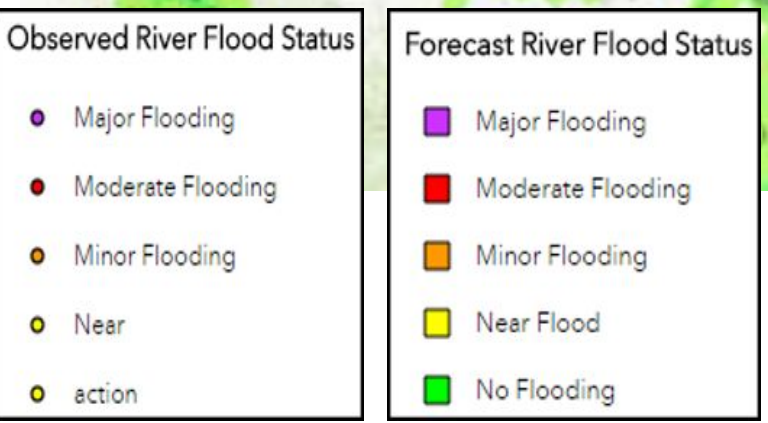 Observed River Flood Status
Major Flooding
Moderate Flooding
Minor Flooding
Near
action
Forecast River Flood Status
Major Flooding
Moderate Flooding
Minor Flooding
Near Flood
No Flooding